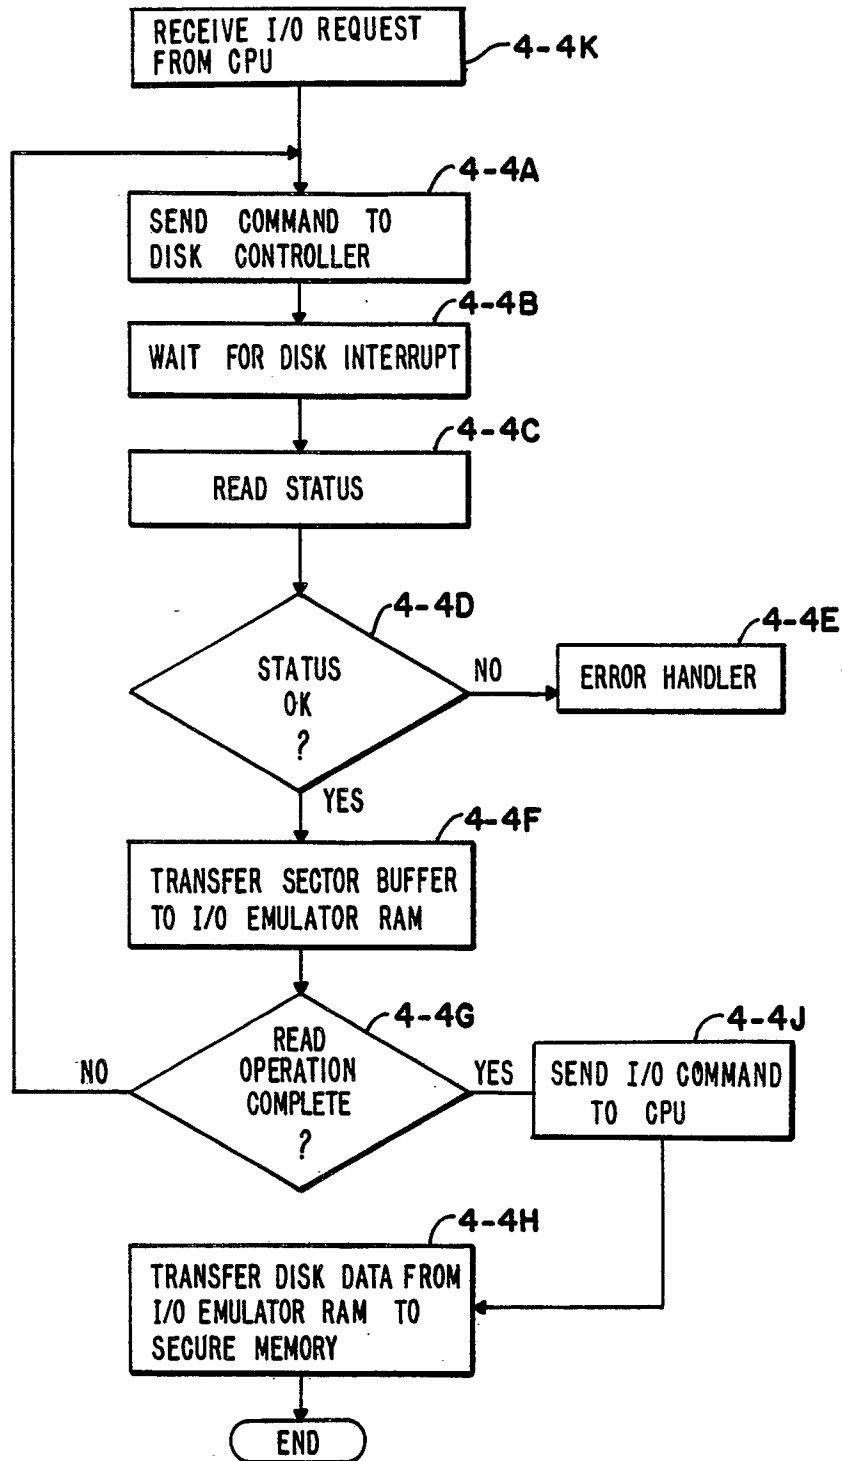 RECEIVE I/O REQUEST
FROM CPU
4-4K
4-4A
SEND COMMAND TO
DISK CONTROLLER
4-4B
WAIT FOR DISK INTERRUPT
4-4C
READ STATUS
4-4D
STATUS
OK
?
NO
4-4E
ERROR HANDLER
YES
4-4F
TRANSFER SECTOR BUFFER
TO I/O EMULATOR RAM
4-4G
READ
OPERATION
COMPLETE
?
NO
YES
4-4J
SEND I/O COMMAND
TO CPU
4-4H
TRANSFER DISK DATA FROM
I/O EMULATOR RAM TO
SECURE MEMORY
END